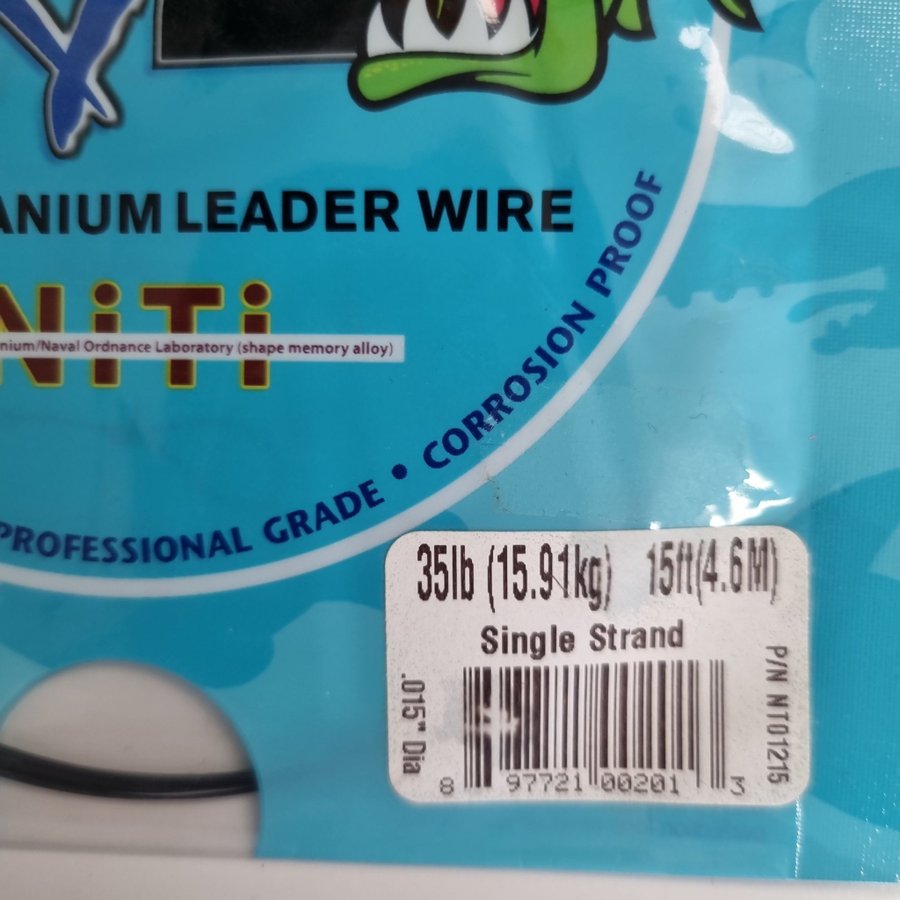 Y
ANIUM LEADER WIRE
NiTi
nium/Naval Ordnance Laboratory (shape memory alloy)
PROFESSIONAL GRADE • CORROSION PROOF
35lb (15.91kg) 15ft(4.6M)
Single Strand
.015" Dia
P/N NT01215
8 97721 00201 3